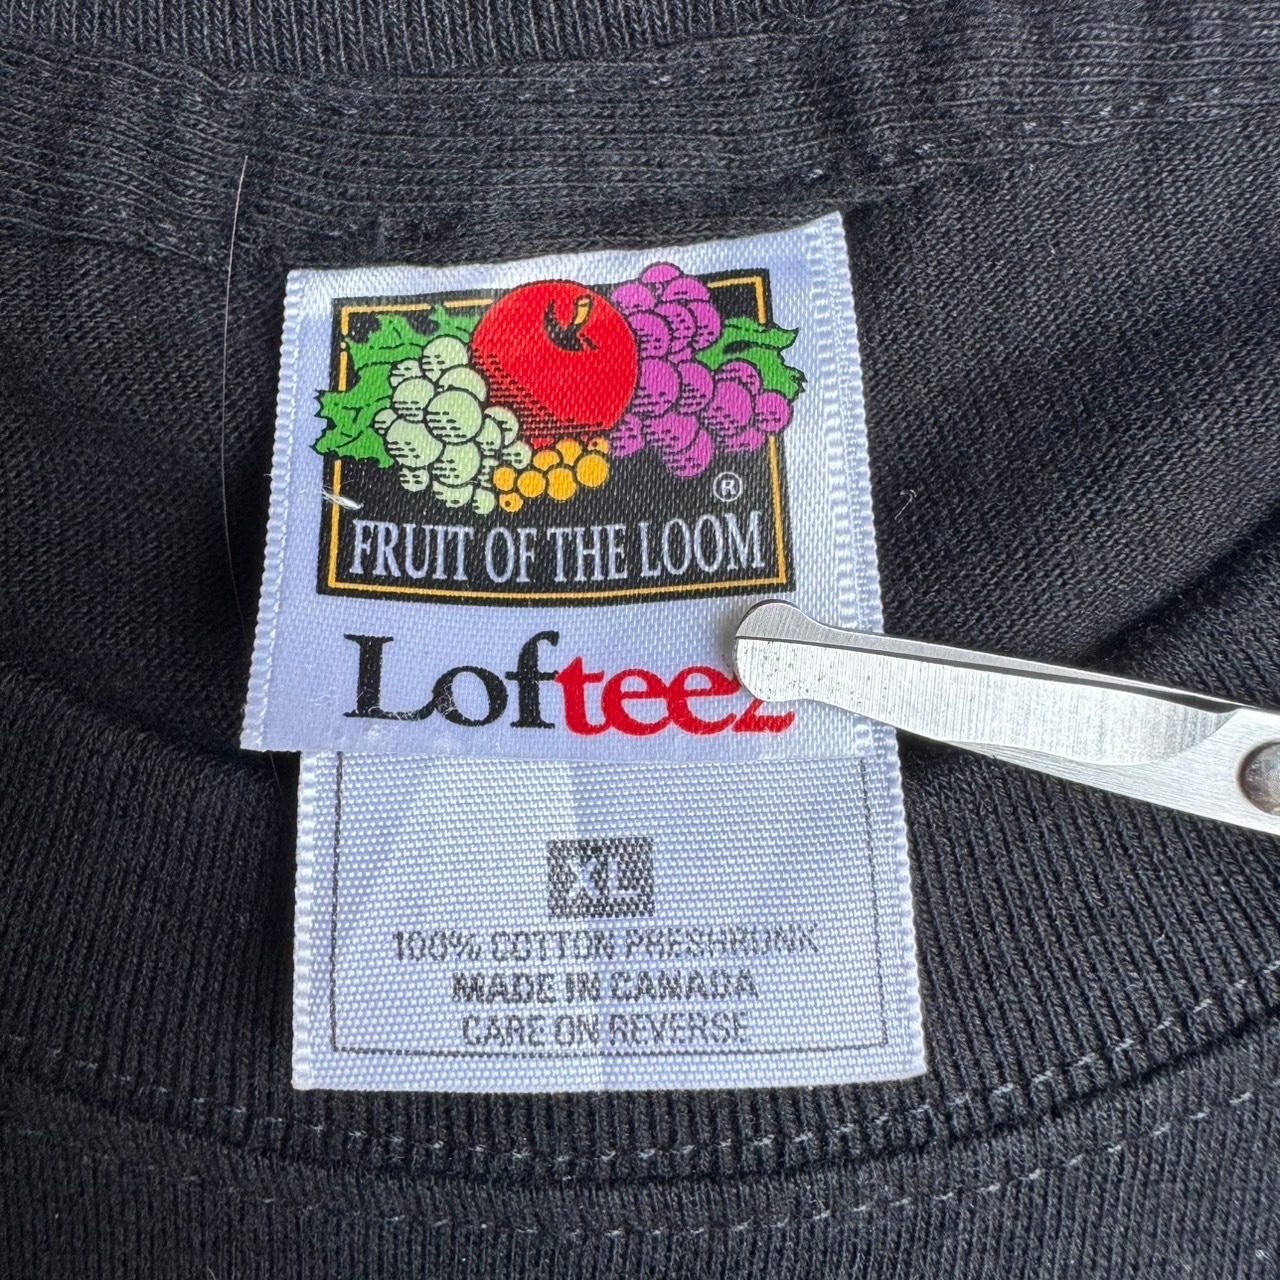 ®
FRUIT OF THE LOOM
Lofteez
XL
100% COTTON PRESHRUNK
MADE IN CANADA
CARE ON REVERSE